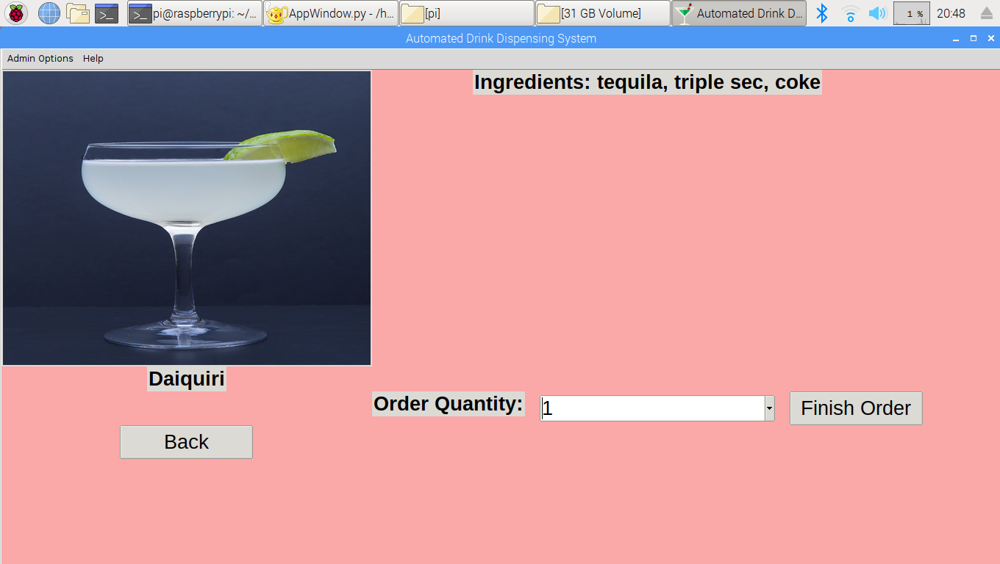 pi@raspberrypi: ~/...
AppWindow.py - /h...
[pi]
[31 GB Volume]
Automated Drink D...
1 %
20:48
Automated Drink Dispensing System
Admin Options Help
Ingredients: tequila, triple sec, coke
Daiquiri
Order Quantity: 1 Finish Order
Back